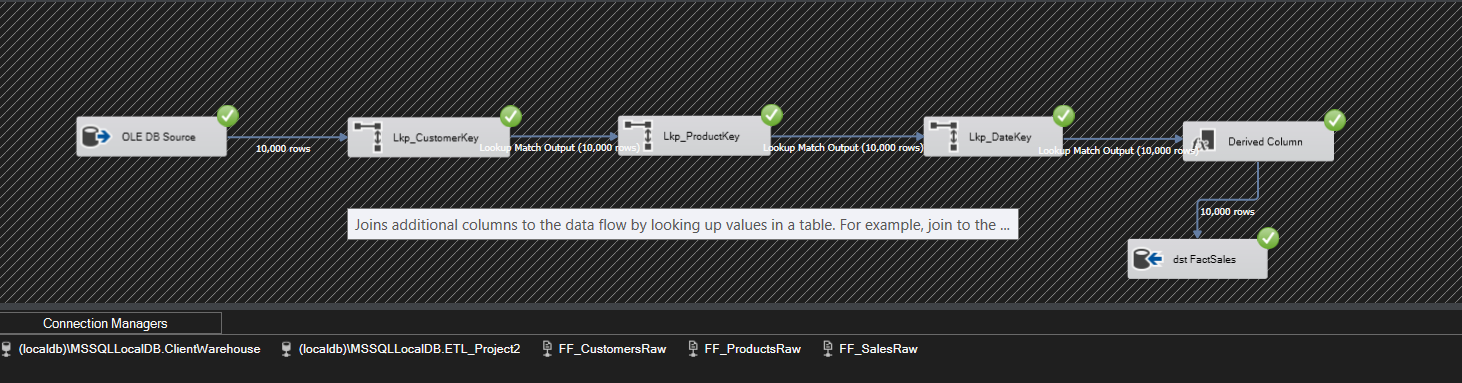 OLE DB Source
10,000 rows
Lkp_CustomerKey
Lookup Match Output (10,000 rows)
Lkp_ProductKey
Lookup Match Output (10,000 rows)
Lkp_DateKey
Lookup Match Output (10,000 rows)
Derived Column
10,000 rows
dst FactSales
Joins additional columns to the data flow by looking up values in a table. For example, join to the ...
Connection Managers
(localdb)\MSSQLLocalDB.ClientWarehouse
(localdb)\MSSQLLocalDB.ETL_Project2
FF_CustomersRaw
FF_ProductsRaw
FF_SalesRaw